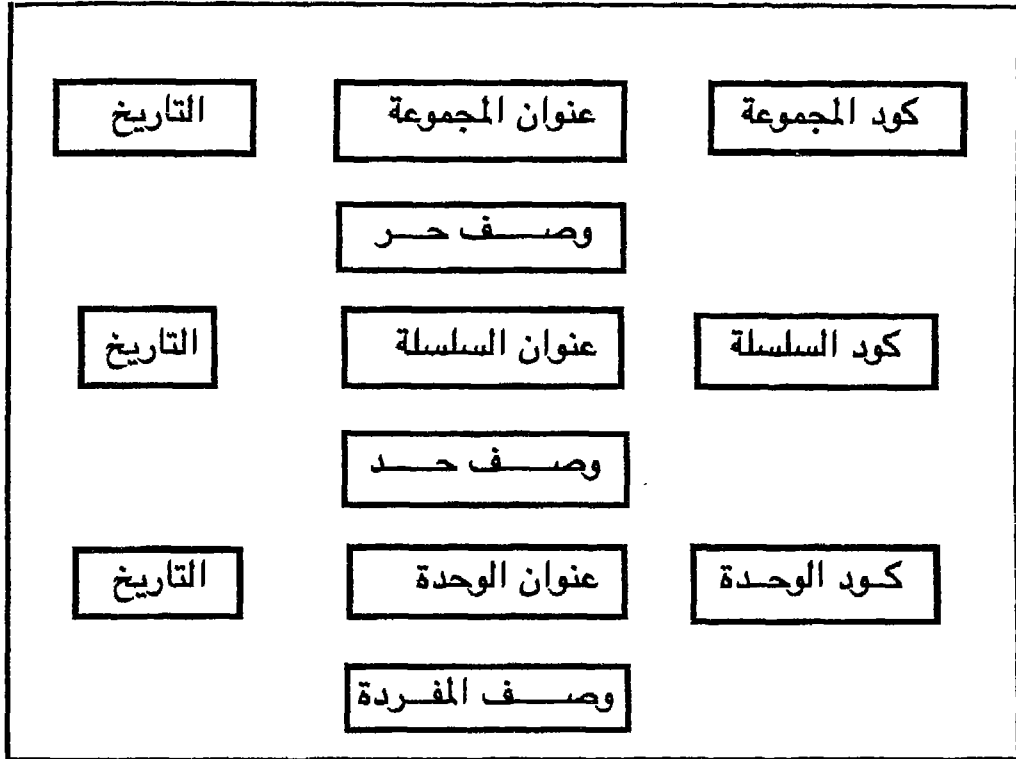 كود المجموعة عنوان المجموعة التاريخ
وصف حر
كود السلسلة عنوان السلسلة التاريخ
وصف حد
كود الوحدة عنوان الوحدة التاريخ
وصف المفردة